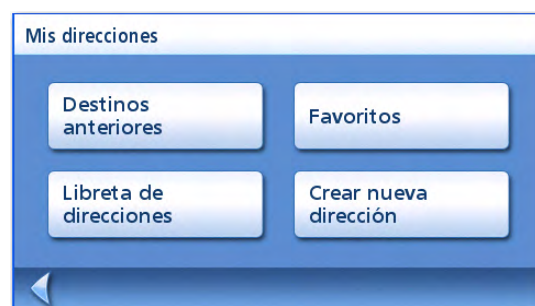 Mis direcciones
Destinos
anteriores
Favoritos
Libreta de
direcciones
Crear nueva
dirección